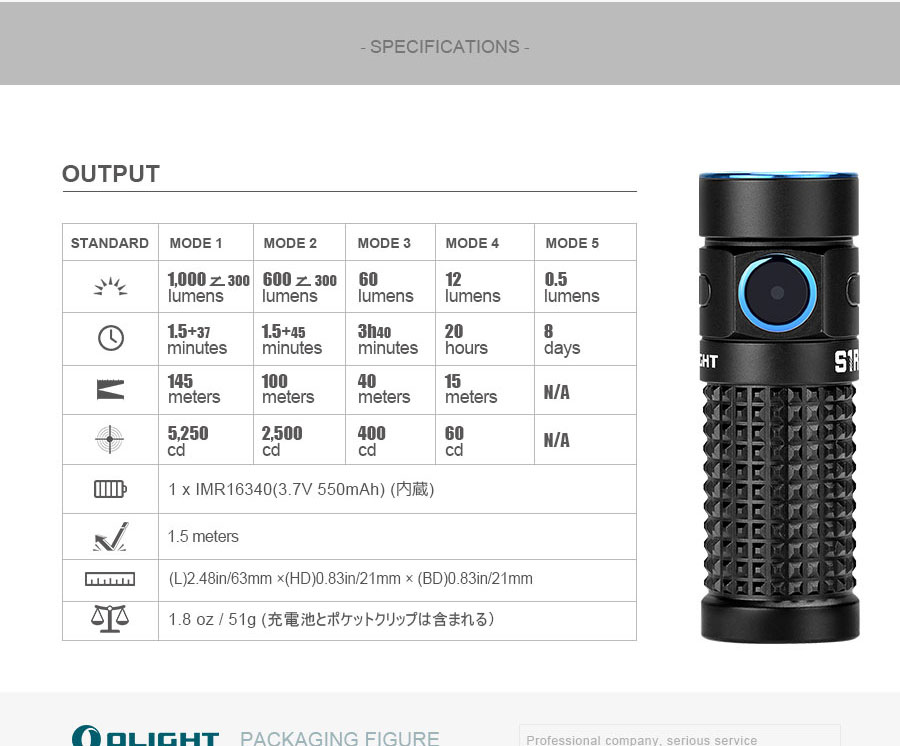 - SPECIFICATIONS -
OUTPUT
STANDARD MODE 1 MODE 2 MODE 3 MODE 4 MODE 5
1,000 300 600 300 60 12 0.5
lumens lumens lumens lumens lumens
1.5+37 1.5+45 3h40 20 8
minutes minutes minutes hours days
145 100 40 15 N/A
meters meters meters meters
5,250 2,500 400 60 N/A
cd cd cd cd
1 x IMR16340(3.7V 550mAh) (内蔵)
1.5 meters
(L)2.48in/63mm ×(HD)0.83in/21mm × (BD)0.83in/21mm
1.8 oz / 51g (充電池とポケットクリップは含まれる)
GHT S1R
OLIGHT PACKAGING FIGURE
Professional company, serious service